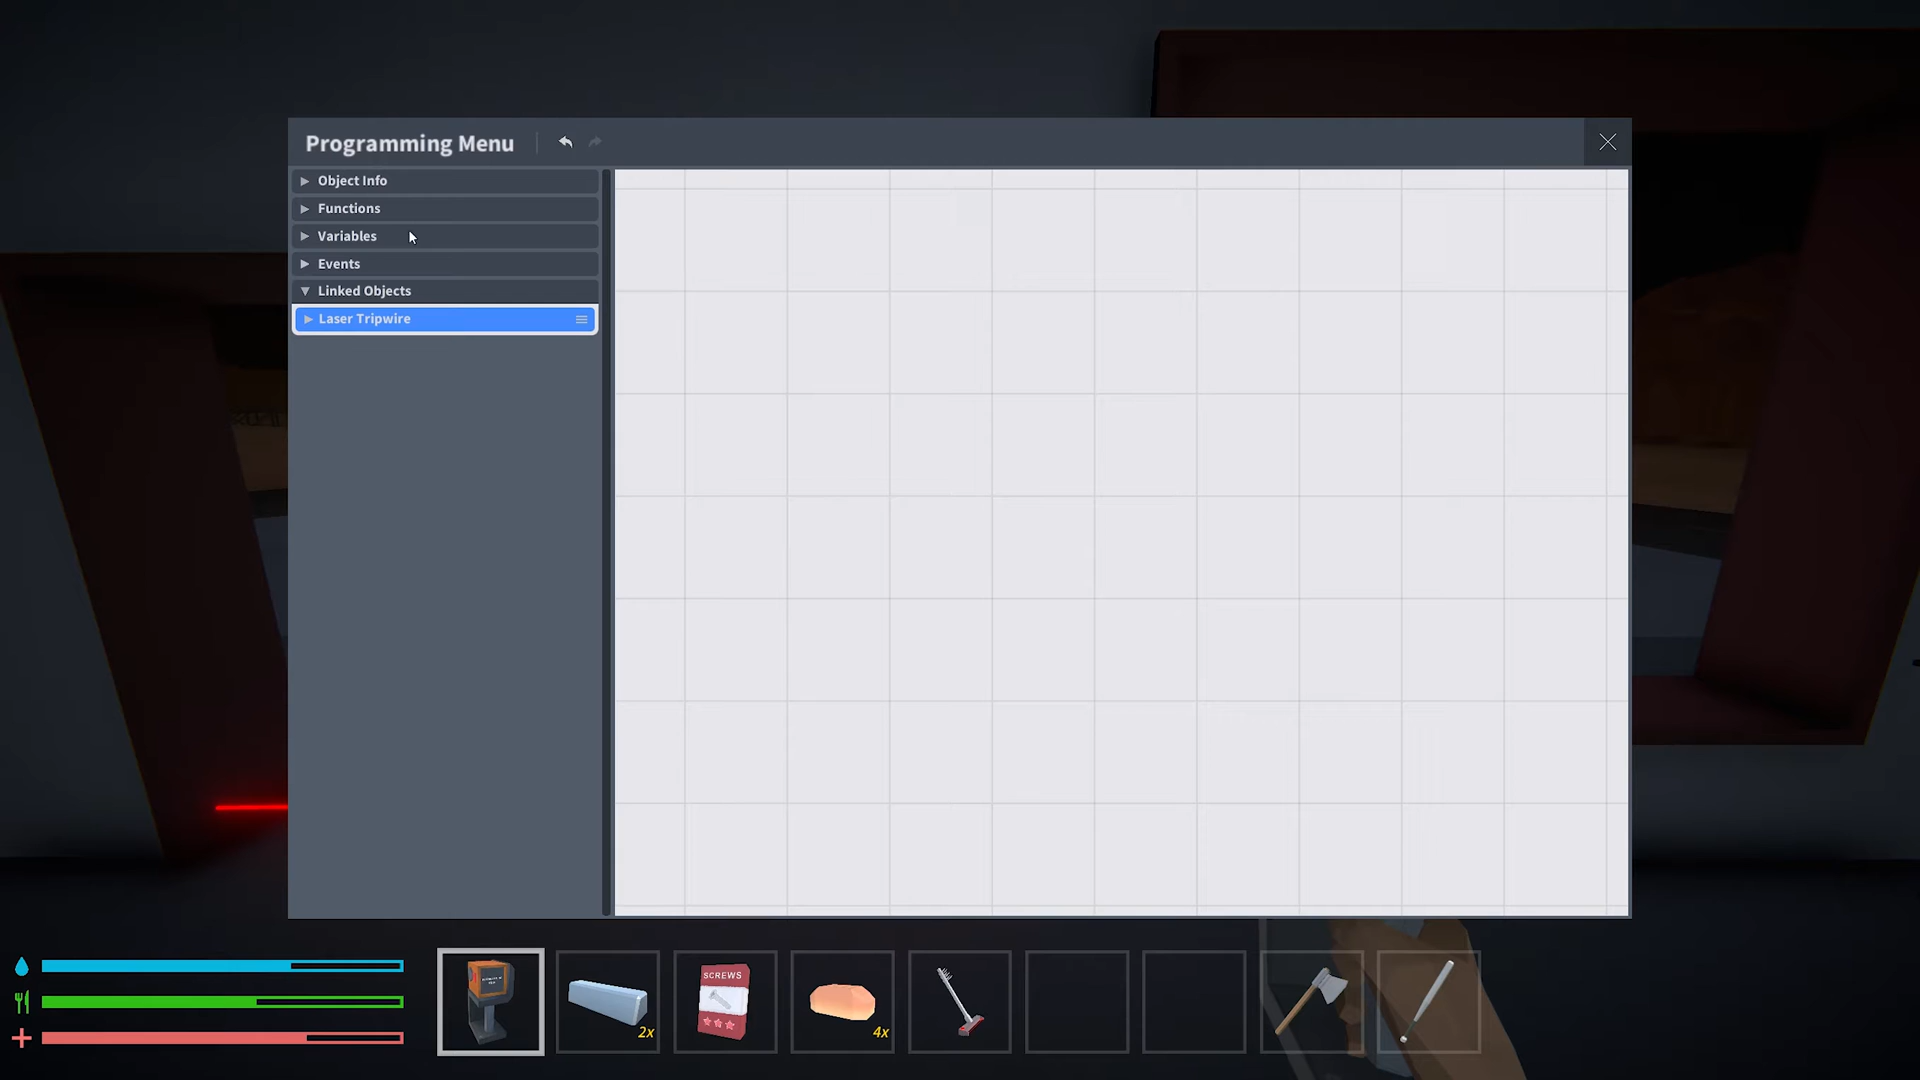 Programming Menu
Object Info
Functions
Variables
Events
Linked Objects
Laser Tripwire
SCREWS
2x
4x